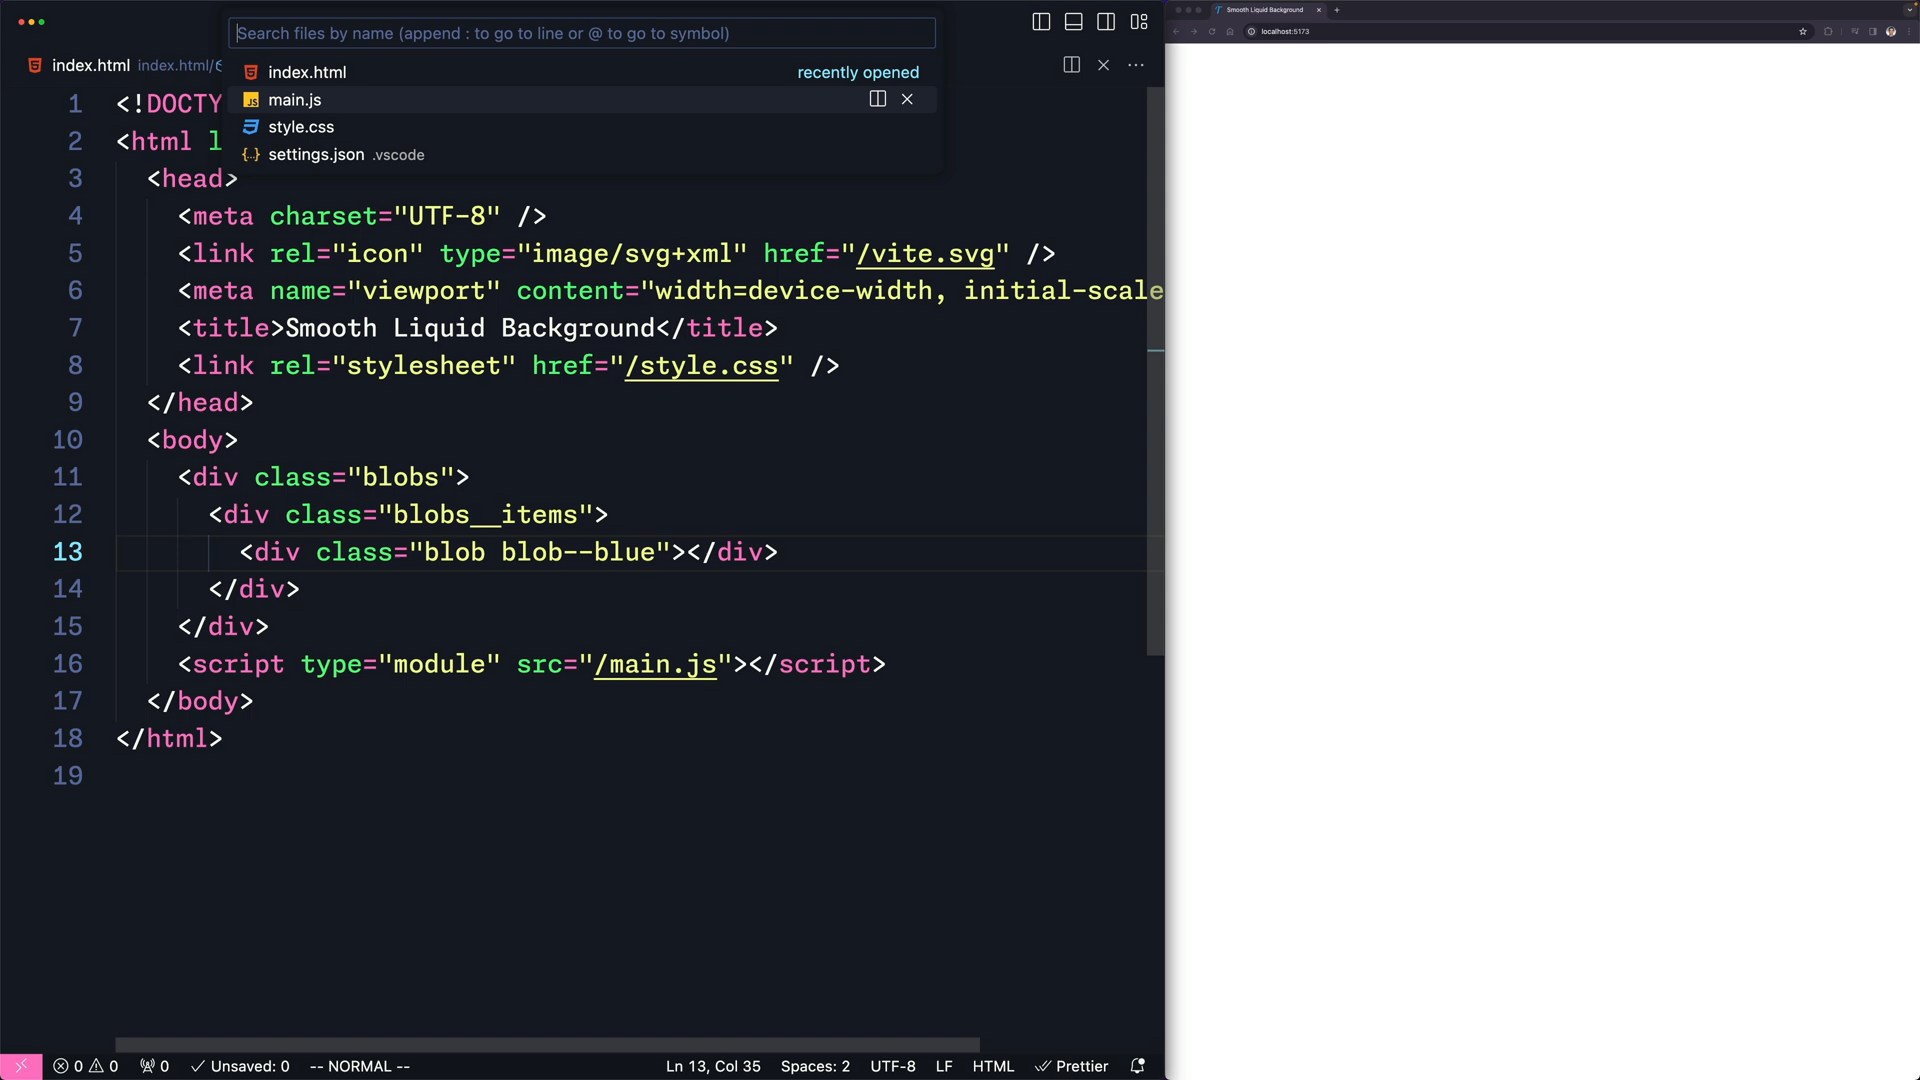 Search files by name (append : to go to line or @ to go to symbol)
index.html recently opened
main.js
style.css
settings.json .vscode
index.html index.html/
1 <!DOCTY
2 <html l
3 <head>
4 <meta charset="UTF-8" />
5 <link rel="icon" type="image/svg+xml" href="/vite.svg" />
6 <meta name="viewport" content="width=device-width, initial-scale
7 <title>Smooth Liquid Background</title>
8 <link rel="stylesheet" href="/style.css" />
9 </head>
10 <body>
11 <div class="blobs">
12 <div class="blobs__items">
13 <div class="blob blob--blue"></div>
14 </div>
15 </div>
16 <script type="module" src="/main.js"></script>
17 </body>
18 </html>
19
0 0 0 Unsaved: 0 -- NORMAL -- Ln 13, Col 35 Spaces: 2 UTF-8 LF HTML Prettier
Smooth Liquid Background
localhost:5173